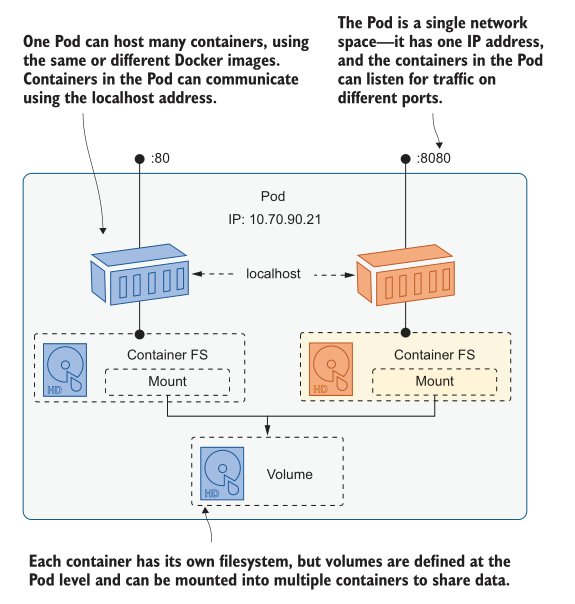 One Pod can host many containers, using
the same or different Docker images.
Containers in the Pod can communicate
using the localhost address.
The Pod is a single network
space—it has one IP address,
and the containers in the Pod
can listen for traffic on
different ports.
:80
:8080
Pod
IP: 10.70.90.21
localhost
Container FS
Mount
HD
Container FS
Mount
HD
Volume
HD
Each container has its own filesystem, but volumes are defined at the
Pod level and can be mounted into multiple containers to share data.